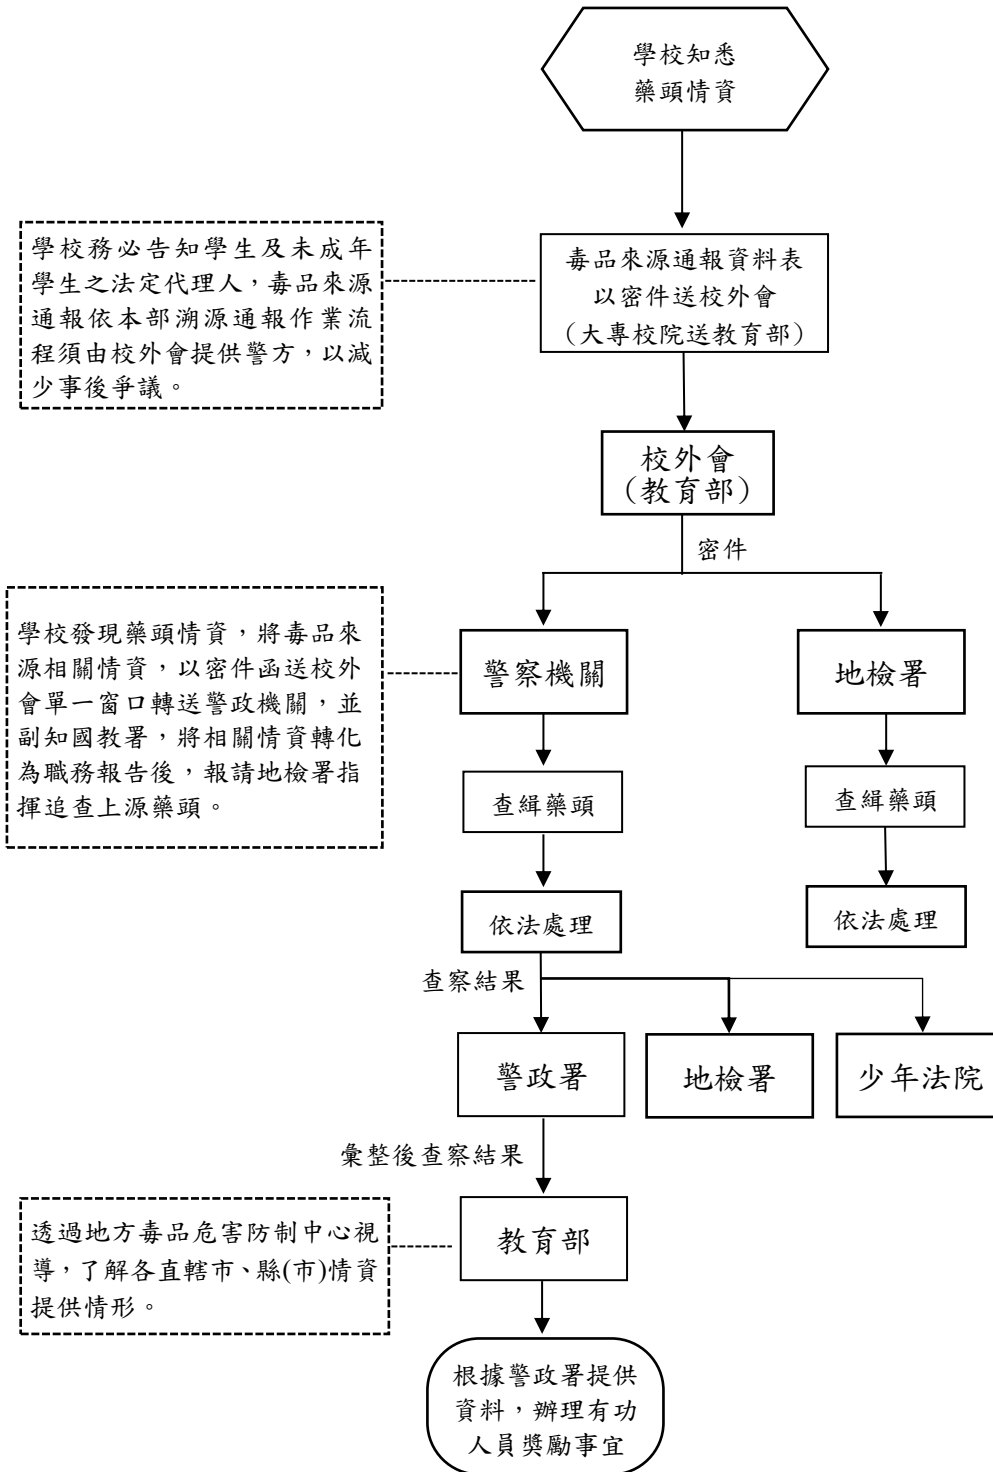 學校知悉
藥頭情資
學校務必告知學生及未成年
學生之法定代理人，毒品來源
通報依本部溯源通報作業流
程須由校外會提供警方，以減
少事後爭議。
毒品來源通報資料表
以密件送校外會
（大專校院送教育部）
校外會
（教育部）
密件
學校發現藥頭情資，將毒品來
源相關情資，以密件函送校外
會單一窗口轉送警政機關，並
副知國教署，將相關情資轉化
為職務報告後，報請地檢署指
揮追查上源藥頭。
警察機關
地檢署
查緝藥頭
查緝藥頭
依法處理
依法處理
查察結果
警政署
地檢署
少年法院
彙整後查察結果
透過地方毒品危害防制中心視
導，了解各直轄市、縣(市)情資
提供情形。
教育部
根據警政署提供
資料，辦理有功
人員獎勵事宜